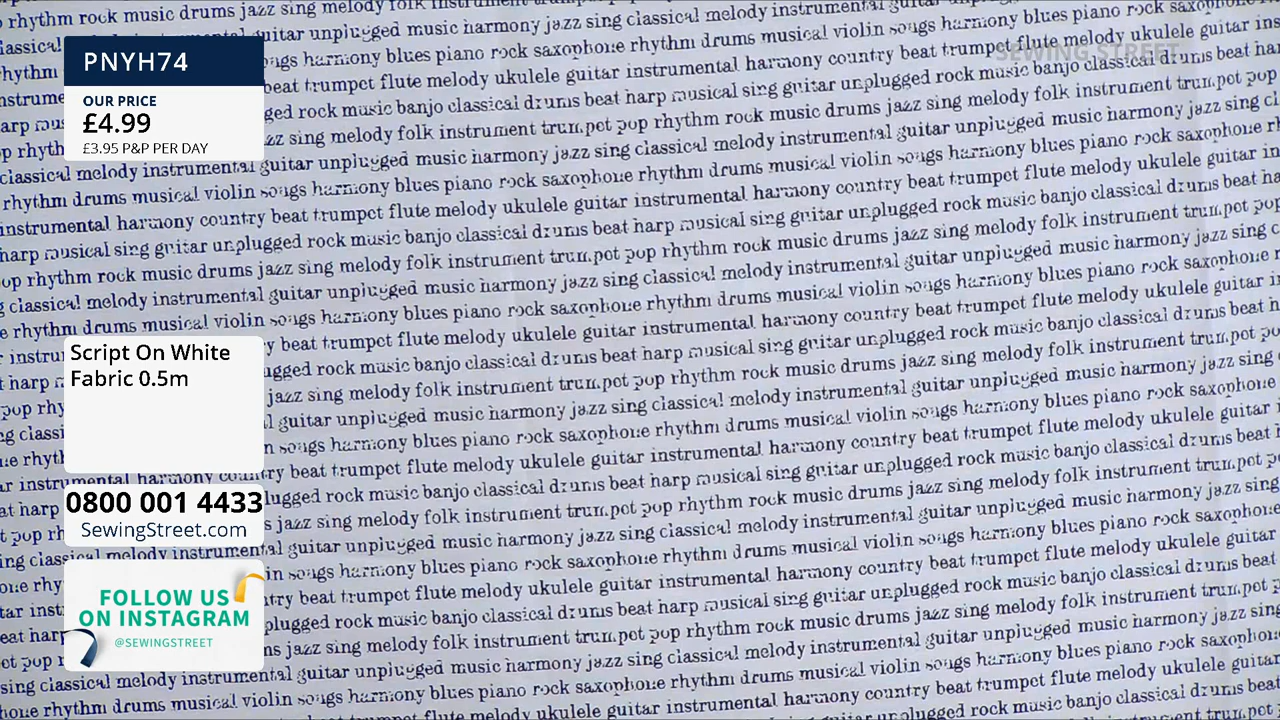 PNYH74
OUR PRICE
£4.99
£3.95 P&P PER DAY
Script On White
Fabric 0.5m
0800 001 4433
SewingStreet.com
FOLLOW US
ON INSTAGRAM
@SEWINGSTREET
SEWING STREET
rhythm rock music drums jazz sing melody folk instrument
guitar unplugged music harmony jazz sing classical melody instrumental guitar unplugged
songs harmony blues piano rock saxophone rhythm drums musical violin songs harmony blues piano rock
beat trumpet flute melody ukulele guitar instrumental harmony country beat trumpet flute melody ukulele guitar
rock music banjo classical drums beat harp musical sing guitar unplugged rock music banjo classical drums beat
sing melody folk instrument trumpet pop rhythm rock music drums jazz sing melody folk instrument trumpet pop
classical melody instrumental guitar unplugged music harmony jazz sing classical melody instrumental guitar unplugged music harmony jazz sing
rhythm drums musical violin songs harmony blues piano rock saxophone rhythm drums musical violin songs harmony blues piano rock saxophone
instrumental harmony country beat trumpet flute melody ukulele guitar instrumental harmony country beat trumpet flute melody ukulele guitar
harp musical sing guitar unplugged rock music banjo classical drums beat harp musical sing guitar unplugged rock music banjo classical drums beat
pop rhythm rock music drums jazz sing melody folk instrument trumpet pop rhythm rock music drums jazz sing melody folk instrument trumpet pop
classical melody instrumental guitar unplugged music harmony jazz sing classical melody instrumental guitar unplugged music harmony jazz sing
rhythm drums musical violin songs harmony blues piano rock saxophone rhythm drums musical violin songs harmony blues piano rock saxophone
beat trumpet flute melody ukulele guitar instrumental harmony country beat trumpet flute melody ukulele guitar
rock music banjo classical drums beat harp musical sing guitar unplugged rock music banjo classical drums beat
jazz sing melody folk instrument trumpet pop rhythm rock music drums jazz sing melody folk instrument trumpet pop
guitar unplugged music harmony jazz sing classical melody instrumental guitar unplugged music harmony jazz sing
songs harmony blues piano rock saxophone rhythm drums musical violin songs harmony blues piano rock saxophone
harmony country beat trumpet flute melody ukulele guitar instrumental harmony country beat trumpet flute melody ukulele guitar
rock music banjo classical drums beat harp musical sing guitar unplugged rock music banjo classical drums beat
jazz sing melody folk instrument trumpet pop rhythm rock music drums jazz sing melody folk instrument trumpet pop
classical melody instrumental guitar unplugged music harmony jazz sing classical melody instrumental guitar unplugged music harmony jazz sing
songs harmony blues piano rock saxophone rhythm drums musical violin songs harmony blues piano rock saxophone
beat trumpet flute melody ukulele guitar instrumental harmony country beat trumpet flute melody ukulele guitar
rock music banjo classical drums beat harp musical sing guitar unplugged rock music banjo classical drums beat
pop sing melody folk instrument trumpet pop rhythm rock music drums jazz sing melody folk instrument trumpet pop
sing classical melody instrumental guitar unplugged music harmony jazz sing classical melody instrumental guitar unplugged music harmony jazz sing
rhythm drums musical violin songs harmony blues piano rock saxophone rhythm drums musical violin songs harmony blues piano rock saxophone